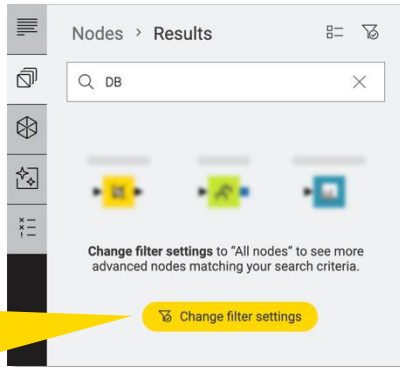 Nodes > Results
DB
Change filter settings to "All nodes" to see more
advanced nodes matching your search criteria.
Change filter settings